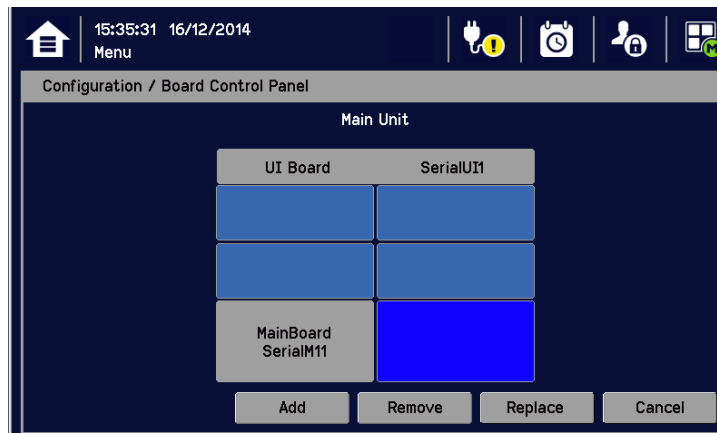 15:35:31 16/12/2014
Menu
Configuration / Board Control Panel
Main Unit
UI Board SerialUI1
MainBoard
SerialM11
Add Remove Replace Cancel